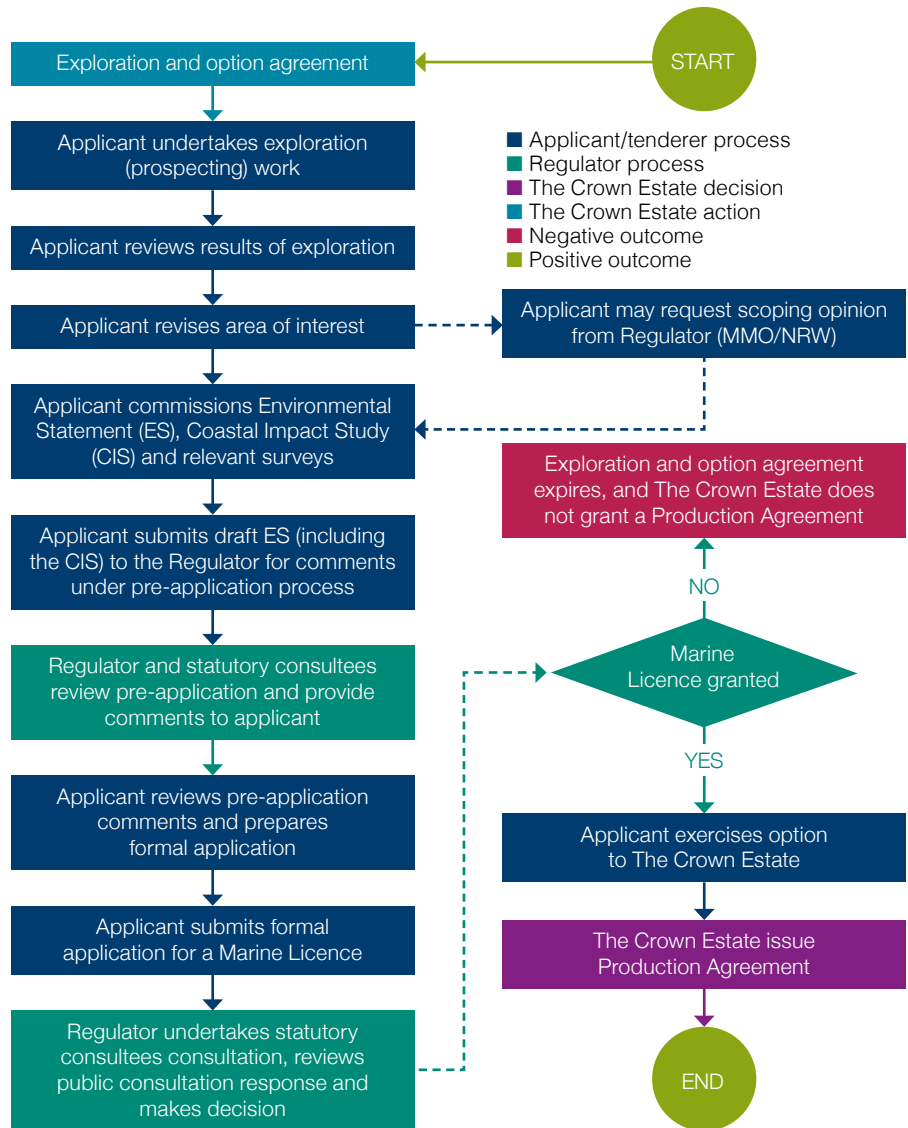 START
Exploration and option agreement
Applicant undertakes exploration
(prospecting) work
Applicant reviews results of exploration
Applicant revises area of interest
Applicant commissions Environmental
Statement (ES), Coastal Impact Study
(CIS) and relevant surveys
Applicant submits draft ES (including
the CIS) to the Regulator for comments
under pre-application process
Regulator and statutory consultees
review pre-application and provide
comments to applicant
Applicant reviews pre-application
comments and prepares
formal application
Applicant submits formal
application for a Marine Licence
Regulator undertakes statutory
consultees consultation, reviews
public consultation response and
makes decision
Applicant/tenderer process
Regulator process
The Crown Estate decision
The Crown Estate action
Negative outcome
Positive outcome
Applicant may request scoping opinion
from Regulator (MMO/NRW)
Exploration and option agreement
expires, and The Crown Estate does
not grant a Production Agreement
NO
Marine
Licence granted
YES
Applicant exercises option
to The Crown Estate
The Crown Estate issue
Production Agreement
END